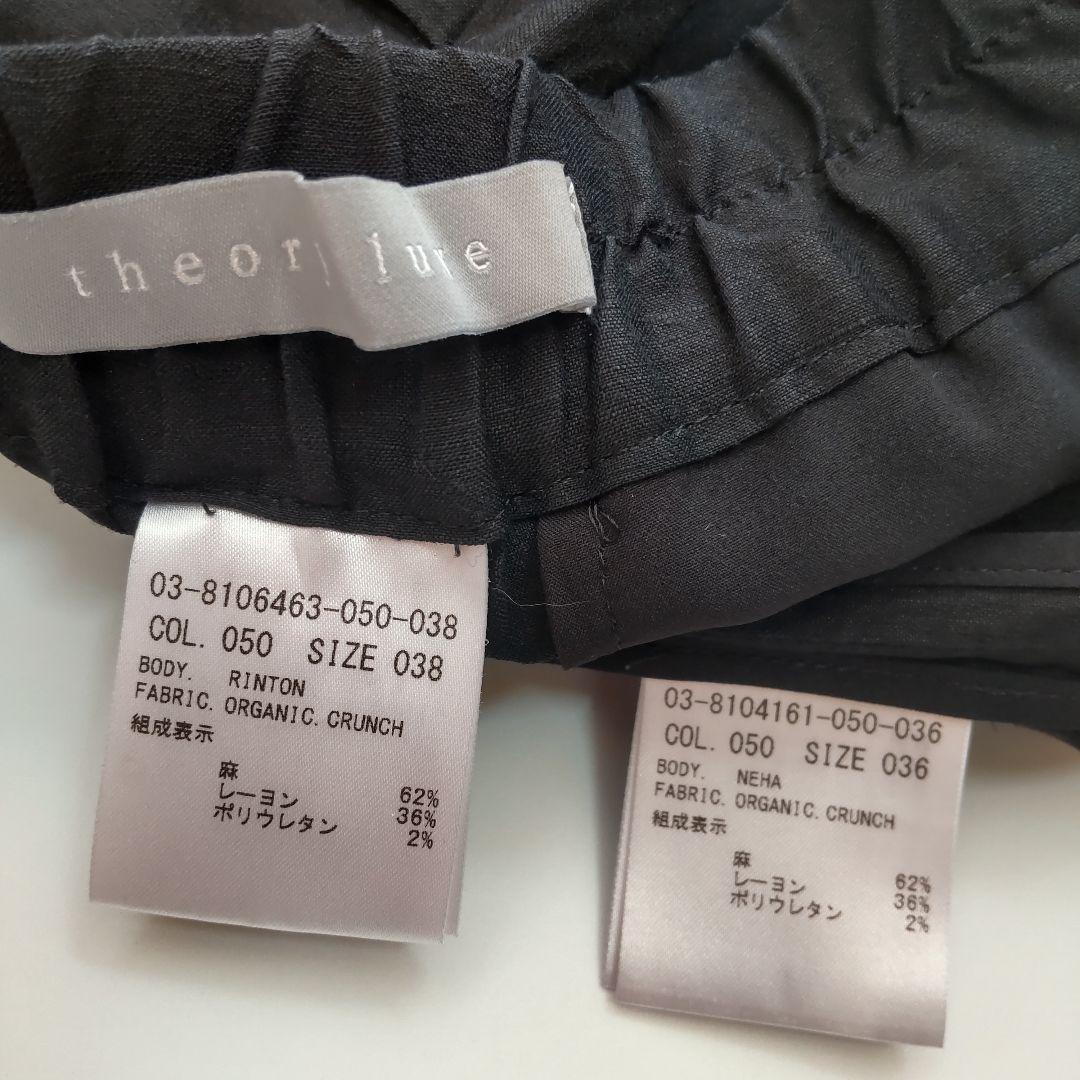 theory luxe
03-8106463-050-038
COL. 050 SIZE 038
BODY. RINTON
FABRIC. ORGANIC. CRUNCH
組成表示
麻 62%
レーヨン 36%
ポリウレタン 2%
03-8104161-050-036
COL. 050 SIZE 036
BODY. NEHA
FABRIC. ORGANIC. CRUNCH
組成表示
麻 62%
レーヨン 36%
ポリウレタン 2%